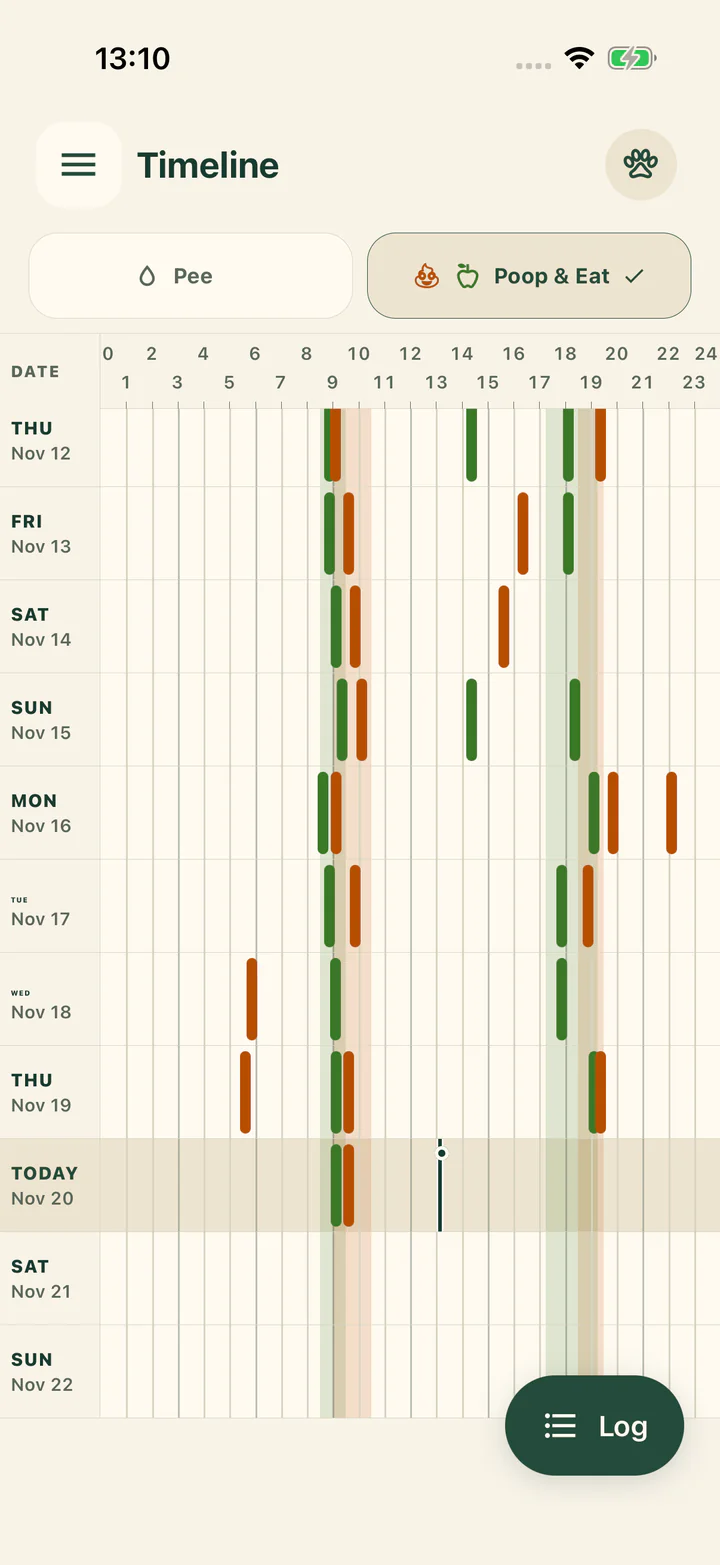 13:10
Timeline
Pee
Poop & Eat
DATE
0 2 4 6 8 10 12 14 16 18 20 22 24
1 3 5 7 9 11 13 15 17 19 21 23
THU
Nov 12
FRI
Nov 13
SAT
Nov 14
SUN
Nov 15
MON
Nov 16
TUE
Nov 17
WED
Nov 18
THU
Nov 19
TODAY
Nov 20
SAT
Nov 21
SUN
Nov 22
Log